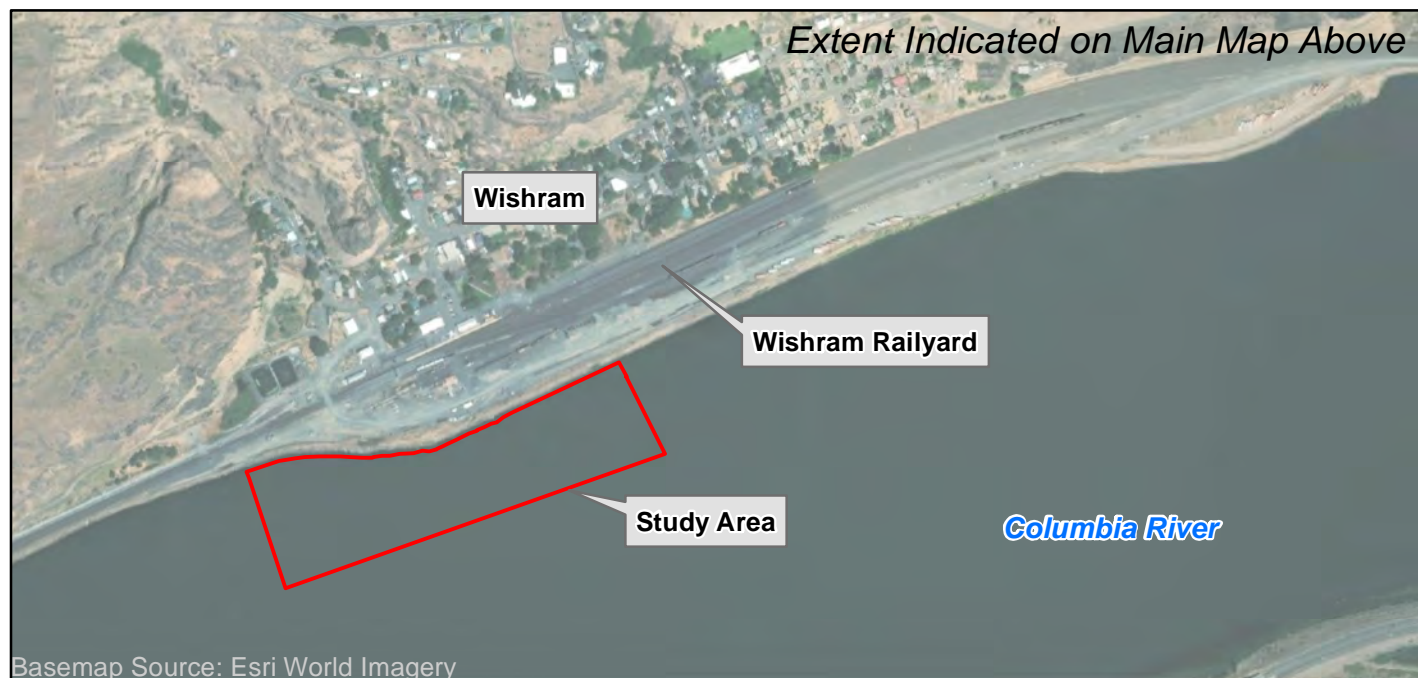 Extent Indicated on Main Map Above
Wishram
Wishram Railyard
Study Area
Columbia River
Basemap Source: Esri World Imagery